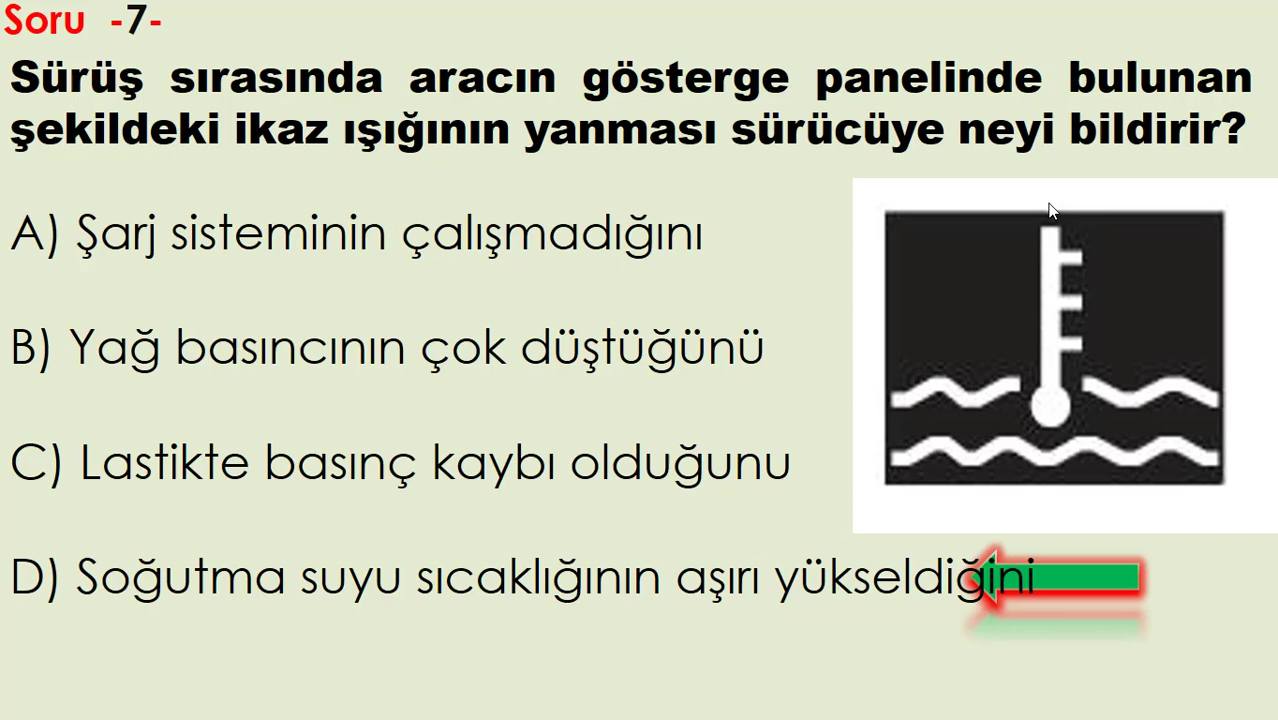 Soru -7-
Sürüş sırasında aracın gösterge panelinde bulunan
şekildeki ikaz ışığının yanması sürücüye neyi bildirir?
A) Şarj sisteminin çalışmadığını
B) Yağ basıncının çok düştüğünü
C) Lastikte basınç kaybı olduğunu
D) Soğutma suyu sıcaklığının aşırı yükseldiğini